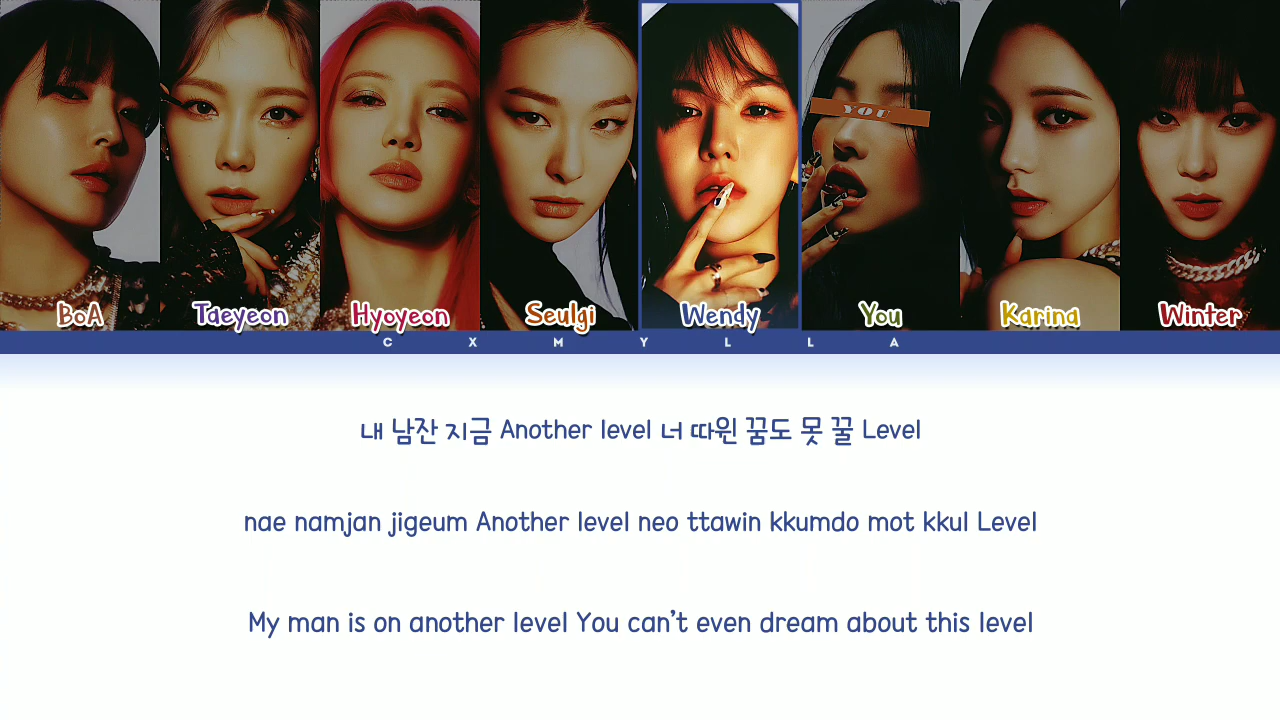 YOU
BoA Taeyeon Hyoyeon Seulgi Wendy You Karina Winter
C X M Y L L A
내 남잔 지금 Another level 너 따윈 꿈도 못 꿀 Level
nae namjan jigeum Another level neo ttawin kkumdo mot kkul Level
My man is on another level You can’t even dream about this level